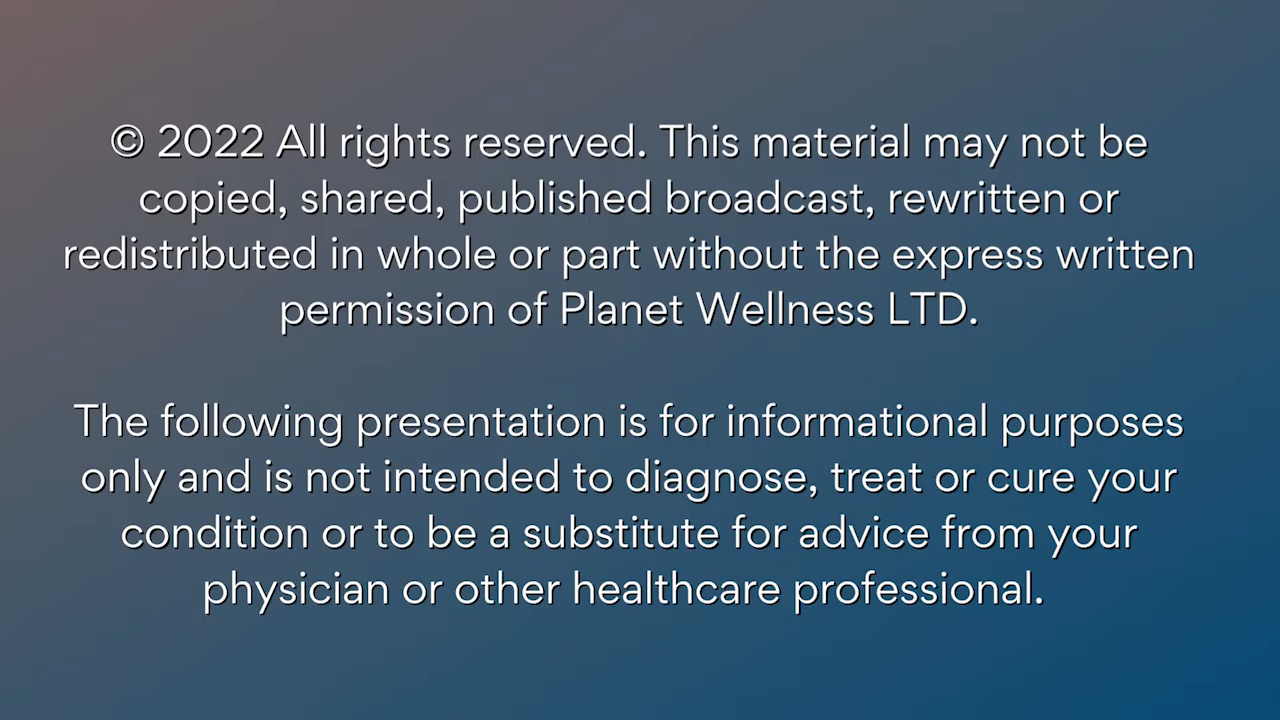 © 2022 All rights reserved. This material may not be
copied, shared, published broadcast, rewritten or
redistributed in whole or part without the express written
permission of Planet Wellness LTD.
The following presentation is for informational purposes
only and is not intended to diagnose, treat or cure your
condition or to be a substitute for advice from your
physician or other healthcare professional.